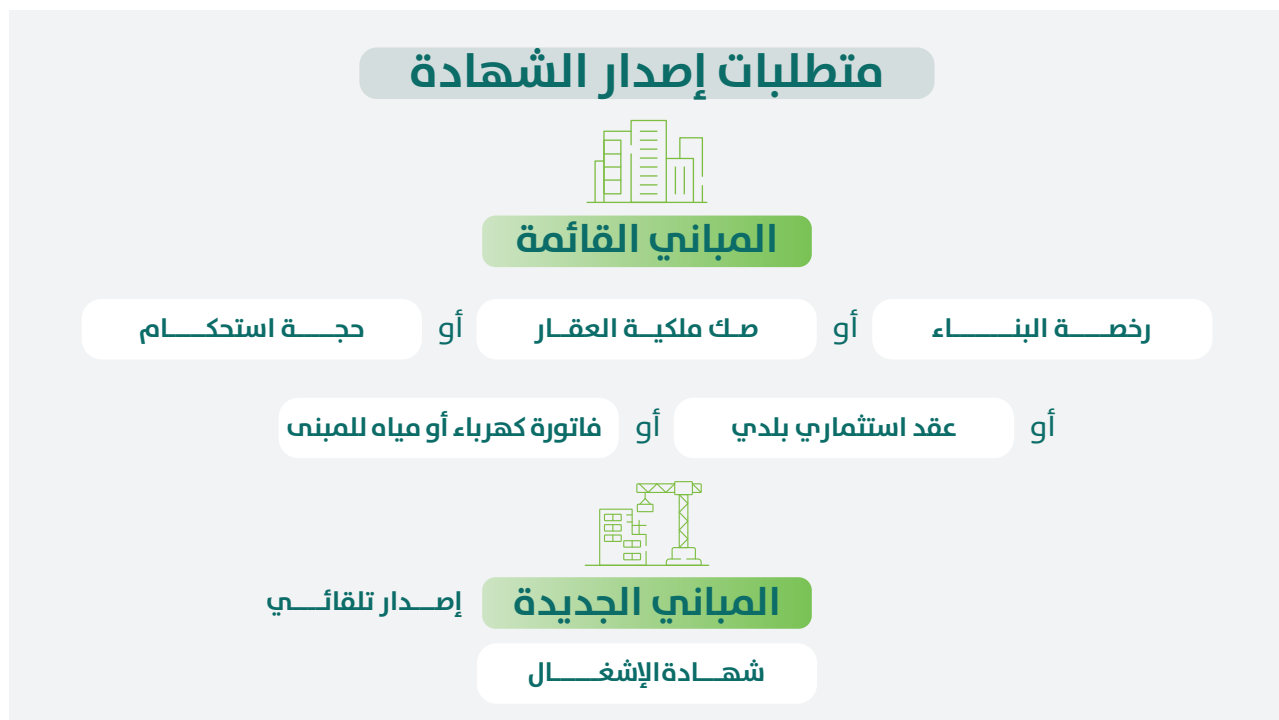 متطلبات إصدار الشهادة
المباني القائمة
رخصة البناء أو صك ملكية العقار أو حجة استحكام
أو عقد استثماري بلدي أو فاتورة كهرباء أو مياه للمبنى
المباني الجديدة إصدار تلقائي
شهادة الإشغال